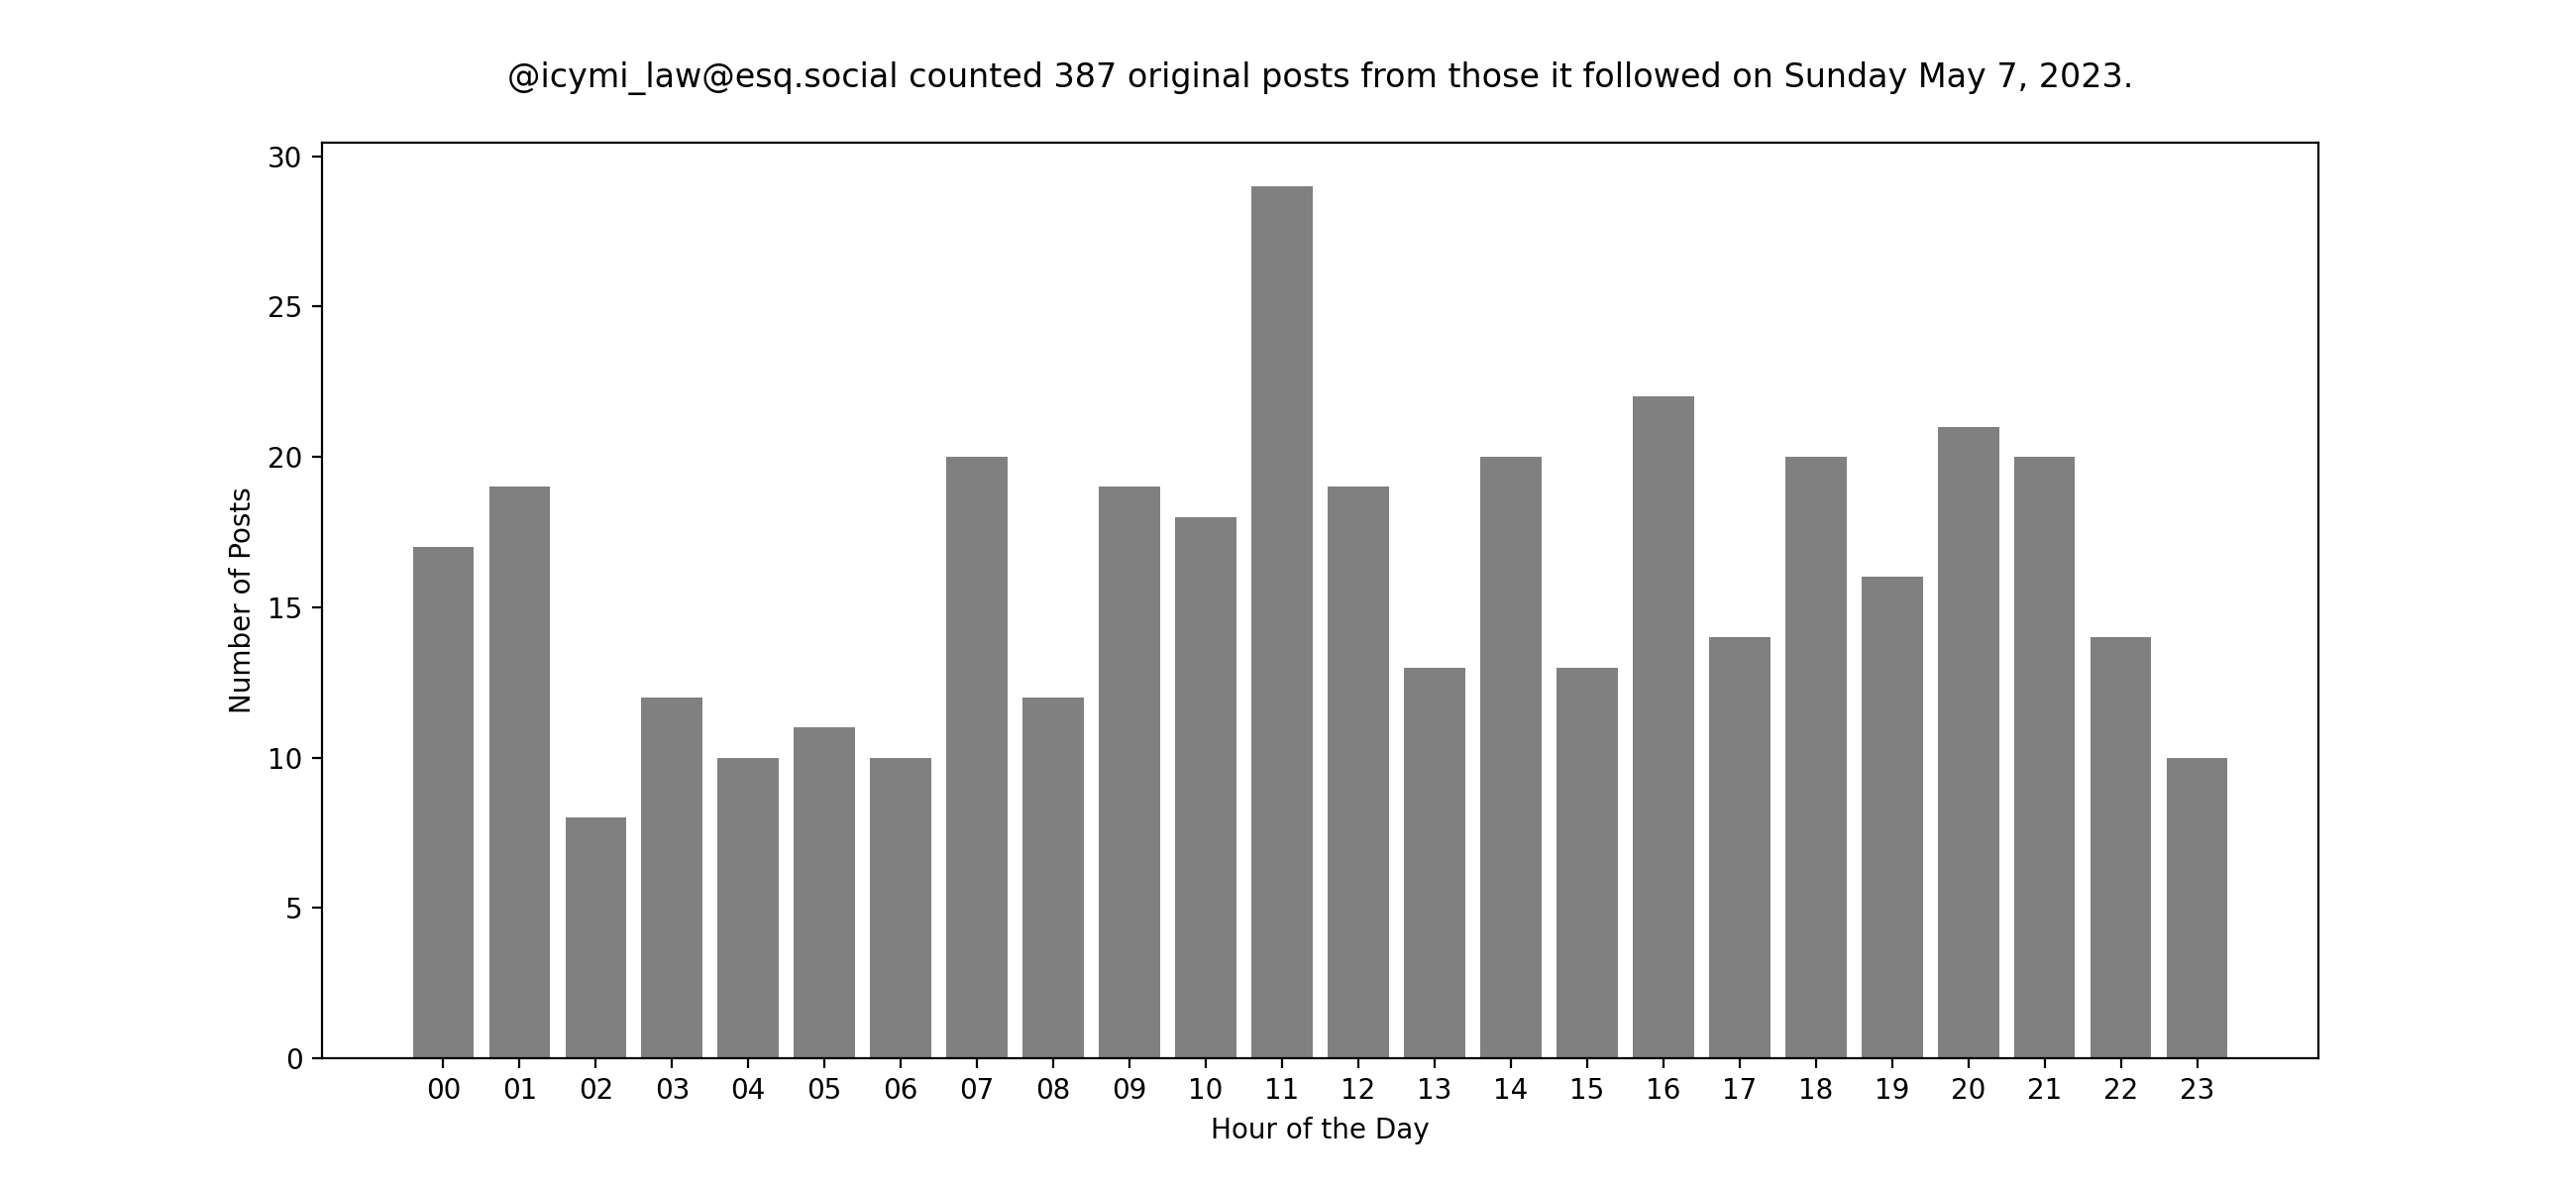 @icymi_law@esq.social counted 387 original posts from those it followed on Sunday May 7, 2023.
30
25
20
15
10
5
0
Number of Posts
00 01 02 03 04 05 06 07 08 09 10 11 12 13 14 15 16 17 18 19 20 21 22 23
Hour of the Day